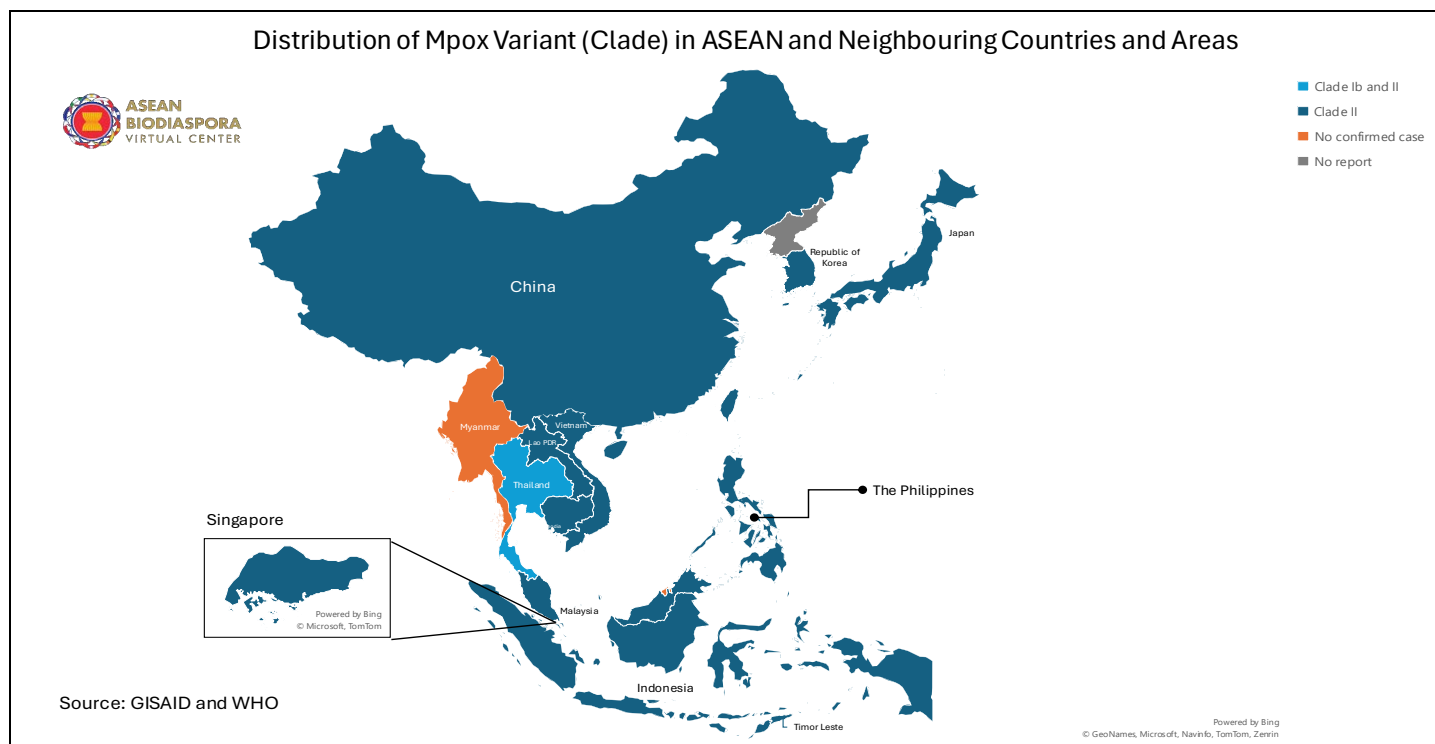 Distribution of Mpox Variant (Clade) in ASEAN and Neighbouring Countries and Areas
ASEAN
BIODIASPORA
VIRTUAL CENTER
Clade Ib and II
Clade II
No confirmed case
No report
Japan
Republic of
Korea
China
Myanmar
Vietnam
Lao PDR
Thailand
The Philippines
Singapore
Powered by Bing
© Microsoft, TomTom
Malaysia
Indonesia
Source: GISAID and WHO
Timor Leste
Powered by Bing
© GeoNames, Microsoft, Navinfo, TomTom, Zenrin